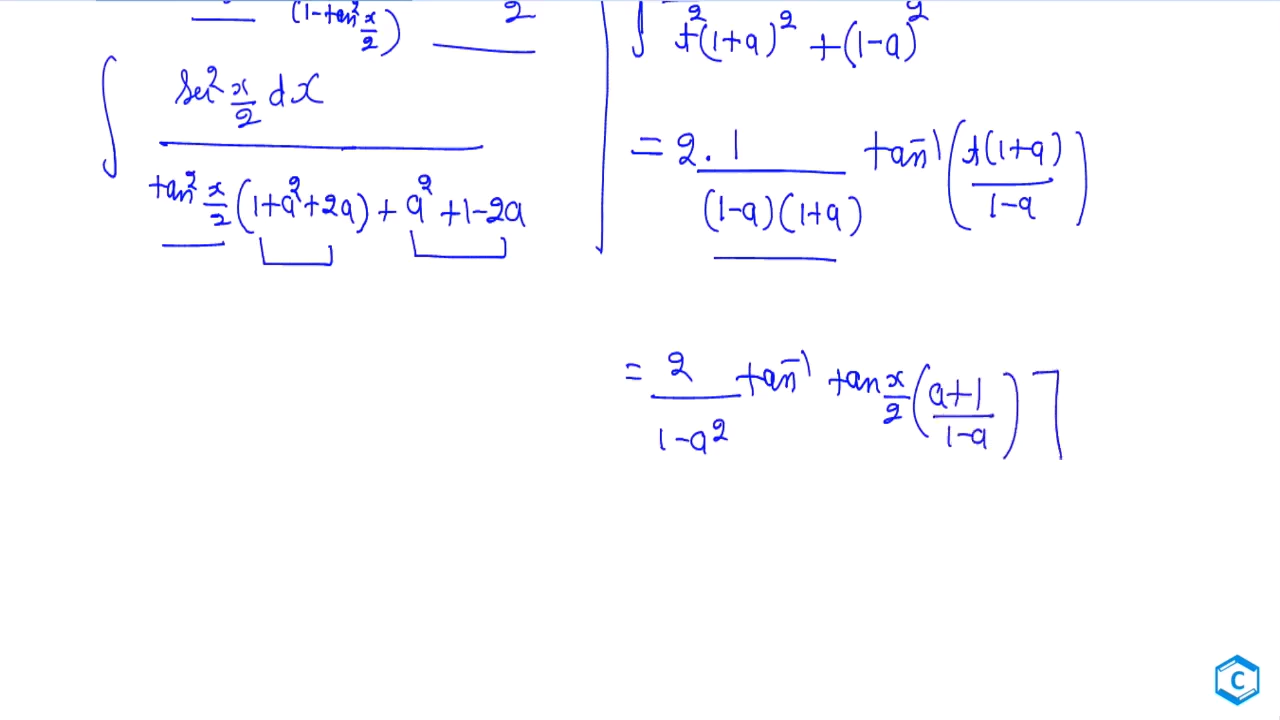 (1-tan² x/2) 2
∫ sec² x/2 dx
tan² x/2 (1+a²+2a) + a² +1-2a
∫ t²(1+a)² + (1-a)²
= 2 . 1/((1-a)(1+a)) tan⁻¹ (t(1+a)/(1-a))
= 2/(1-a²) tan⁻¹ tan x/2 (a+1/1-a) ]
C